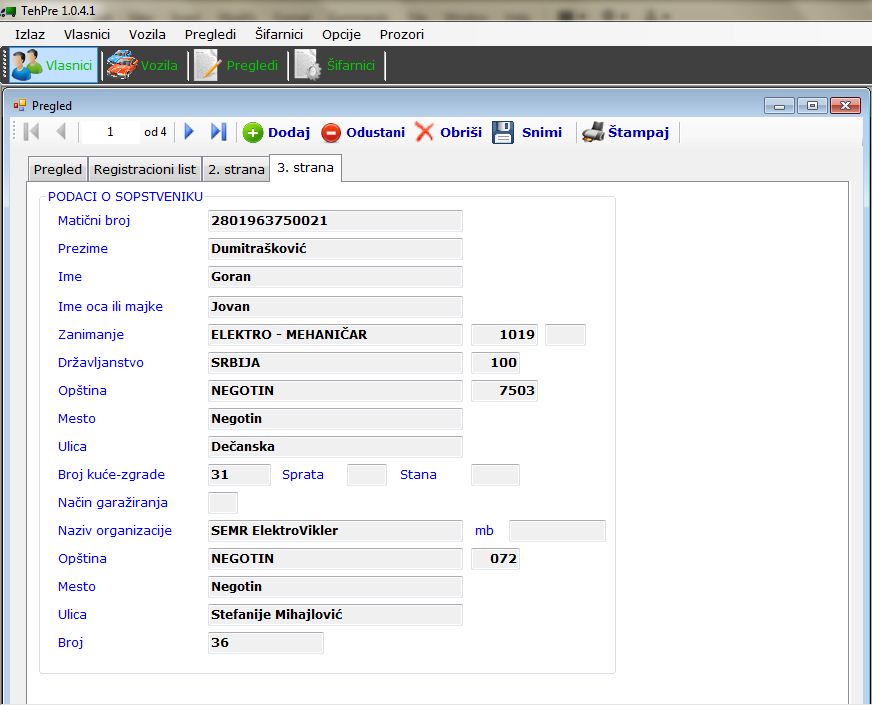 TehPre 1.0.4.1
Izlaz Vlasnici Vozila Pregledi Šifarnici Opcije Prozori
Vlasnici Vozila Pregledi Šifarnici
Pregled
1 od 4 Dodaj Odustani Obriši Snimi Štampaj
Pregled Registracioni list 2. strana 3. strana
PODACI O SOPSTVENIKU
Matični broj 2801963750021
Prezime Dumitrašković
Ime Goran
Ime oca ili majke Jovan
Zanimanje ELEKTRO - MEHANIČAR 1019
Državljanstvo SRBIJA 100
Opština NEGOTIN 7503
Mesto Negotin
Ulica Dečanska
Broj kuće-zgrade 31 Sprata Stana
Način garažiranja
Naziv organizacije SEMR ElektroVikler mb
Opština NEGOTIN 072
Mesto Negotin
Ulica Stefanije Mihajlović
Broj 36